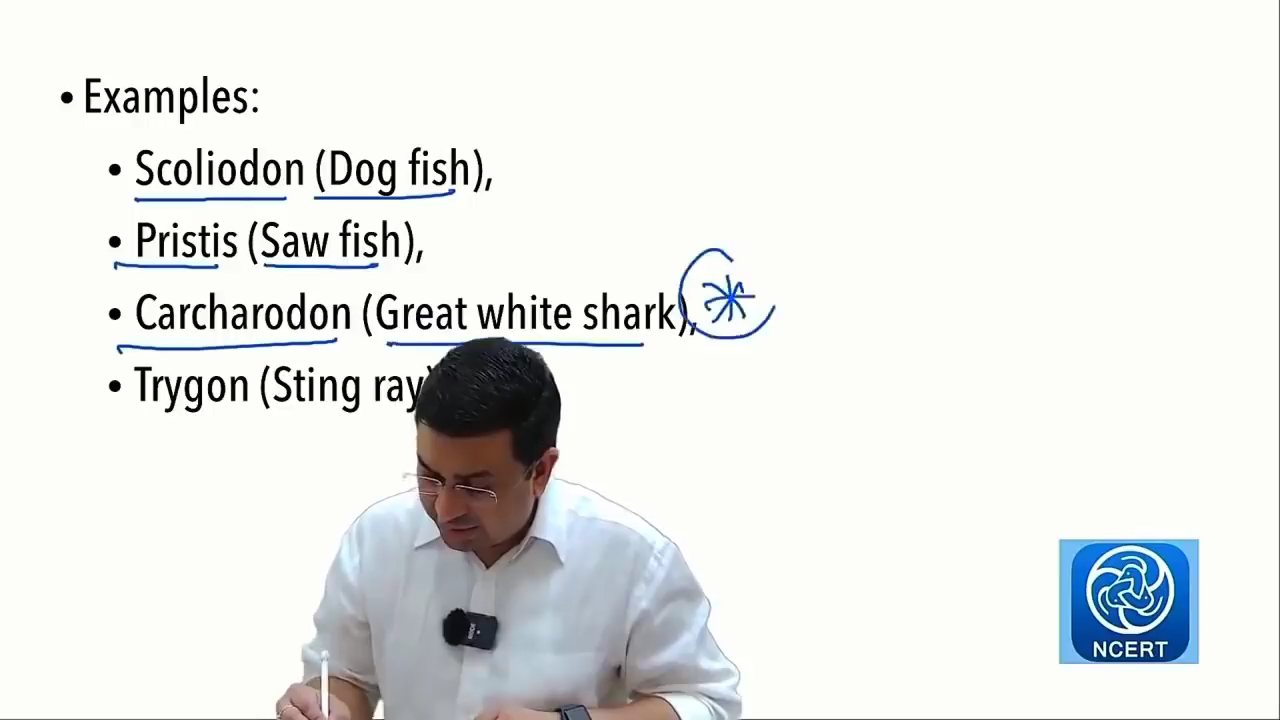 • Examples:
• Scoliodon (Dog fish),
• Pristis (Saw fish),
• Carcharodon (Great white shark),
• Trygon (Sting ray
NCERT